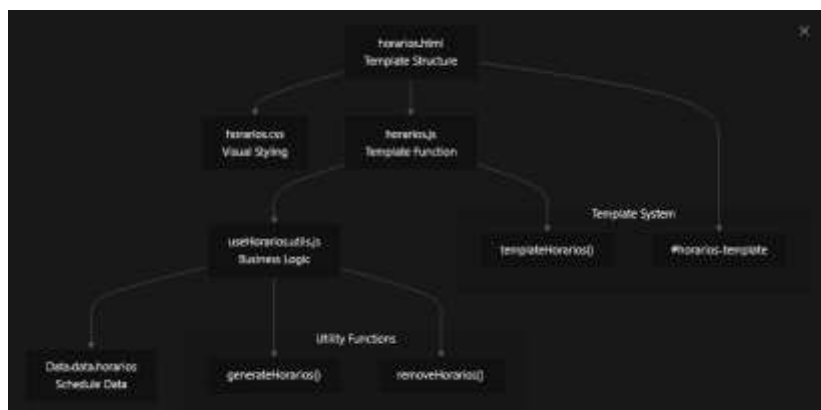 horarios.html
Template Structure
horarios.css
Visual Styling
horarios.js
Template Function
Template System
useHorarios.utils.js
Business Logic
templateHorarios()
#horarios-template
Utility Functions
Data.data.horarios
Schedule Data
generateHorarios()
removeHorarios()